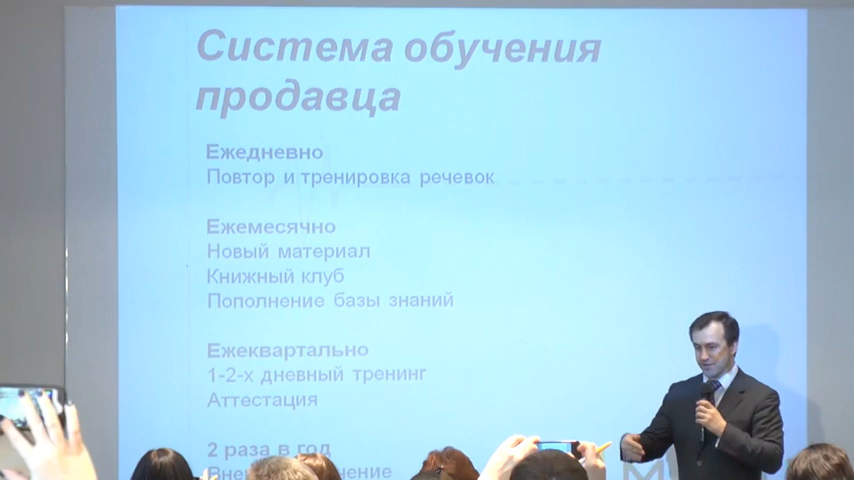 Система обучения
продавца
Ежедневно
Повтор и тренировка речевок
Ежемесячно
Новый материал
Книжный клуб
Пополнение базы знаний
Ежеквартально
1-2-х дневный тренинг
Аттестация
2 раза в год